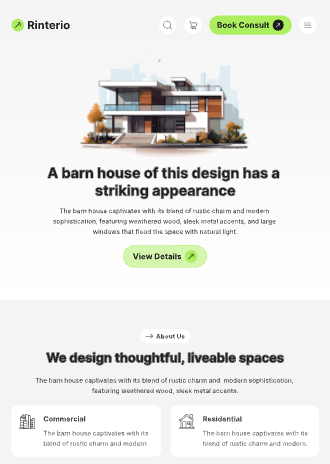 Rinterio
Book Consult
A barn house of this design has a
striking appearance
The barn house captivates with its blend of rustic charm and modern
sophistication, featuring weathered wood, sleek metal accents, and large
windows that flood the space with natural light.
View Details
About Us
We design thoughtful, liveable spaces
The barn house captivates with its blend of rustic charm and modern sophistication,
featuring weathered wood, sleek metal accents.
Commercial
The barn house captivates with its
blend of rustic charm and modern
Residential
The barn house captivates with its
blend of rustic charm and modern.